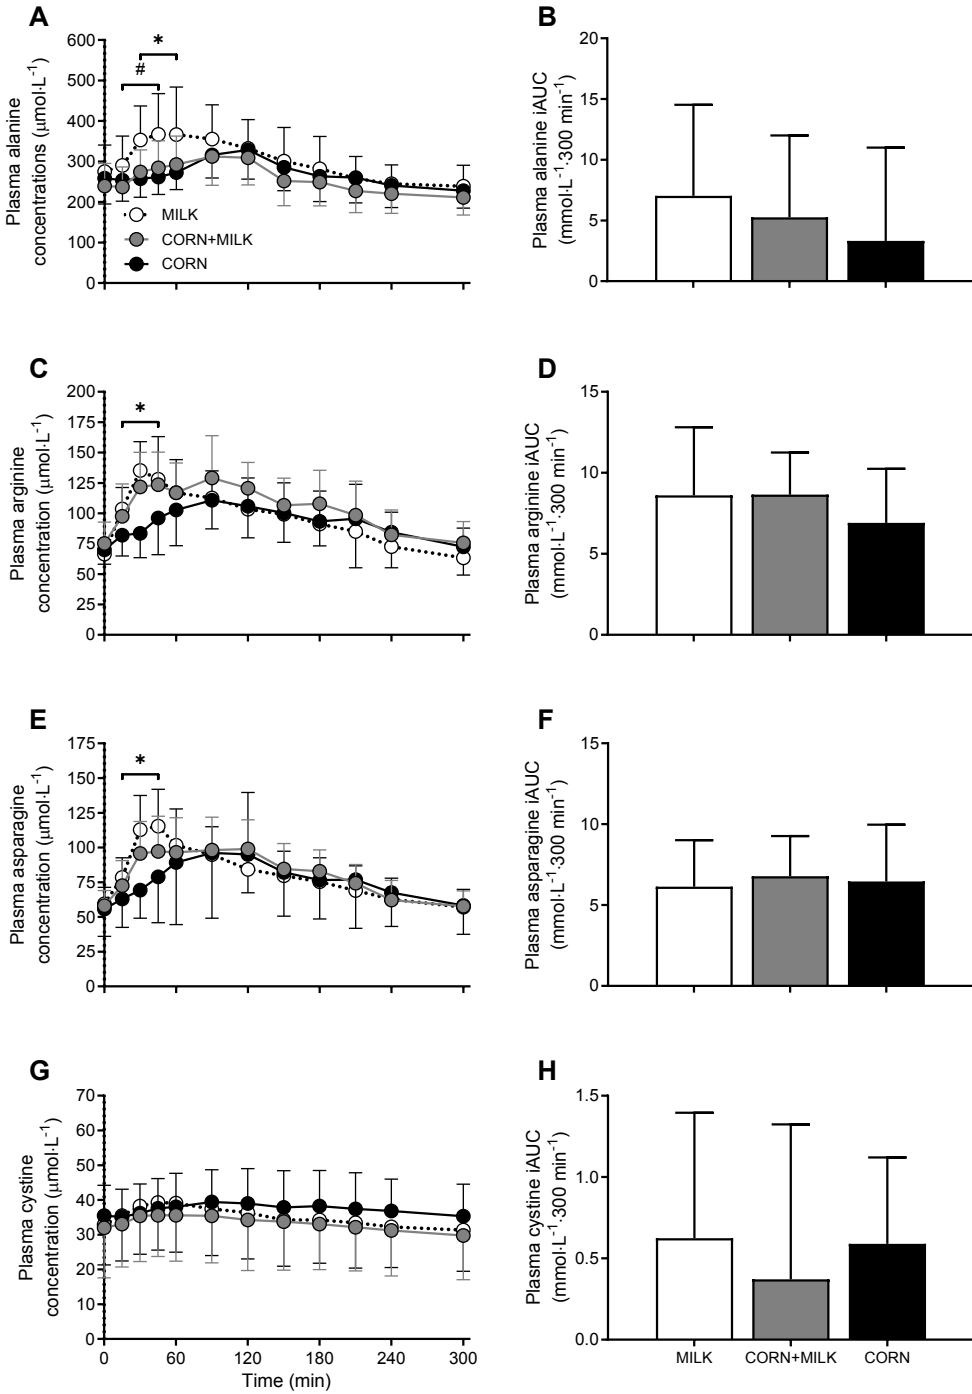 A
Plasma alanine
concentrations (μmol·L⁻¹)
600
500
400
300
200
100
0
*
#
MILK
CORN+MILK
CORN
B
Plasma alanine iAUC
(mmol·L⁻¹·300 min⁻¹)
20
15
10
5
0
C
Plasma arginine
concentration (μmol·L⁻¹)
200
175
150
125
100
75
50
25
0
*
D
Plasma arginine iAUC
(mmol·L⁻¹·300 min⁻¹)
15
10
5
0
E
Plasma asparagine
concentration (μmol·L⁻¹)
175
150
125
100
75
50
25
0
*
F
Plasma asparagine iAUC
(mmol·L⁻¹·300 min⁻¹)
15
10
5
0
G
Plasma cystine
concentration (μmol·L⁻¹)
70
60
50
40
30
20
10
0
0 60 120 180 240 300
Time (min)
H
Plasma cystine iAUC
(mmol·L⁻¹·300 min⁻¹)
1.5
1.0
0.5
0.0
MILK CORN+MILK CORN